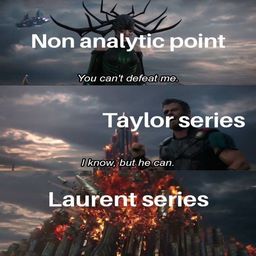 Non analytic point
You can't defeat me.
Taylor series
I know, but he can.
Laurent series